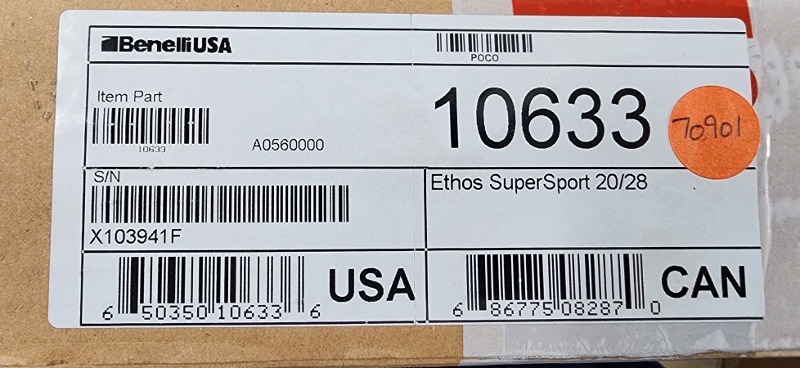 BenelliUSA
POCO
Item Part
10633
10633
A0560000
70901
S/N
X103941F
Ethos SuperSport 20/28
6 50350 10633 6
USA
6 86775 08287 0
CAN